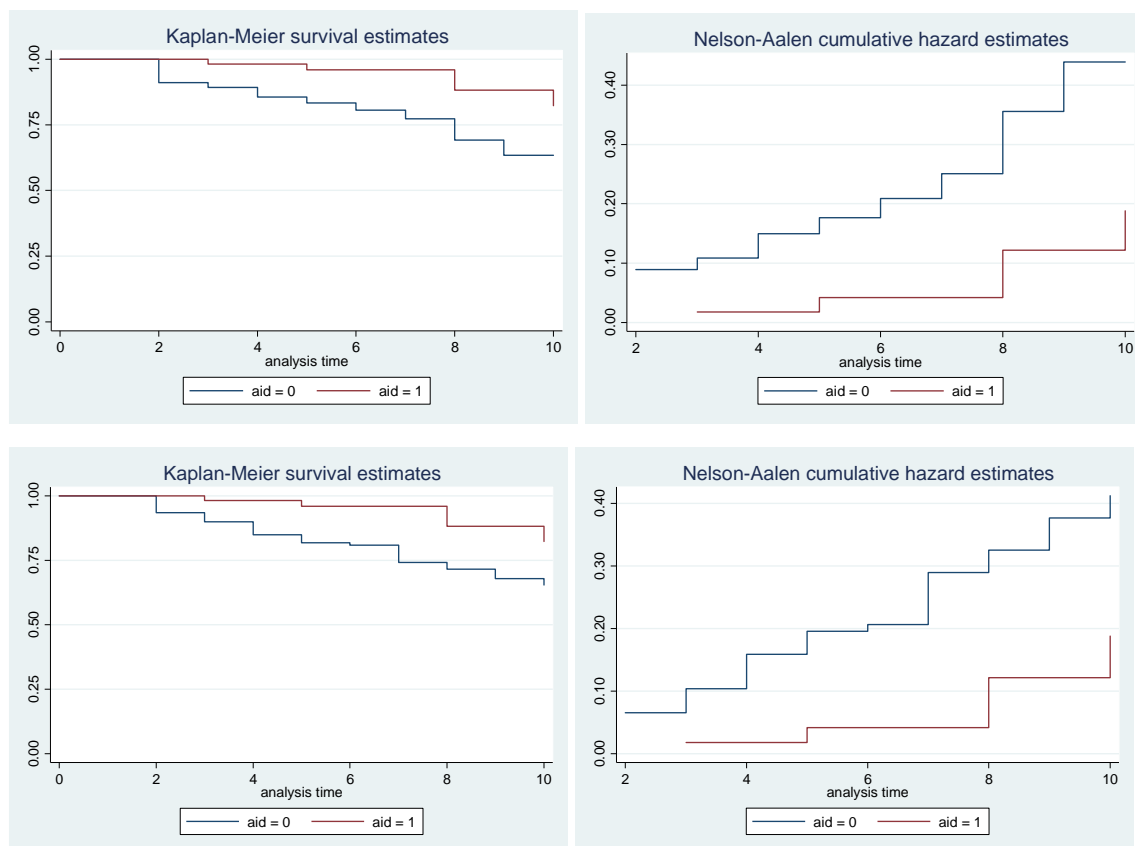 Kaplan-Meier survival estimates
1.00
0.75
0.50
0.25
0.00
0 2 4 6 8 10
analysis time
aid = 0 aid = 1
Nelson-Aalen cumulative hazard estimates
0.40
0.30
0.20
0.10
0.00
2 4 6 8 10
analysis time
aid = 0 aid = 1
Kaplan-Meier survival estimates
1.00
0.75
0.50
0.25
0.00
0 2 4 6 8 10
analysis time
aid = 0 aid = 1
Nelson-Aalen cumulative hazard estimates
0.40
0.30
0.20
0.10
0.00
2 4 6 8 10
analysis time
aid = 0 aid = 1